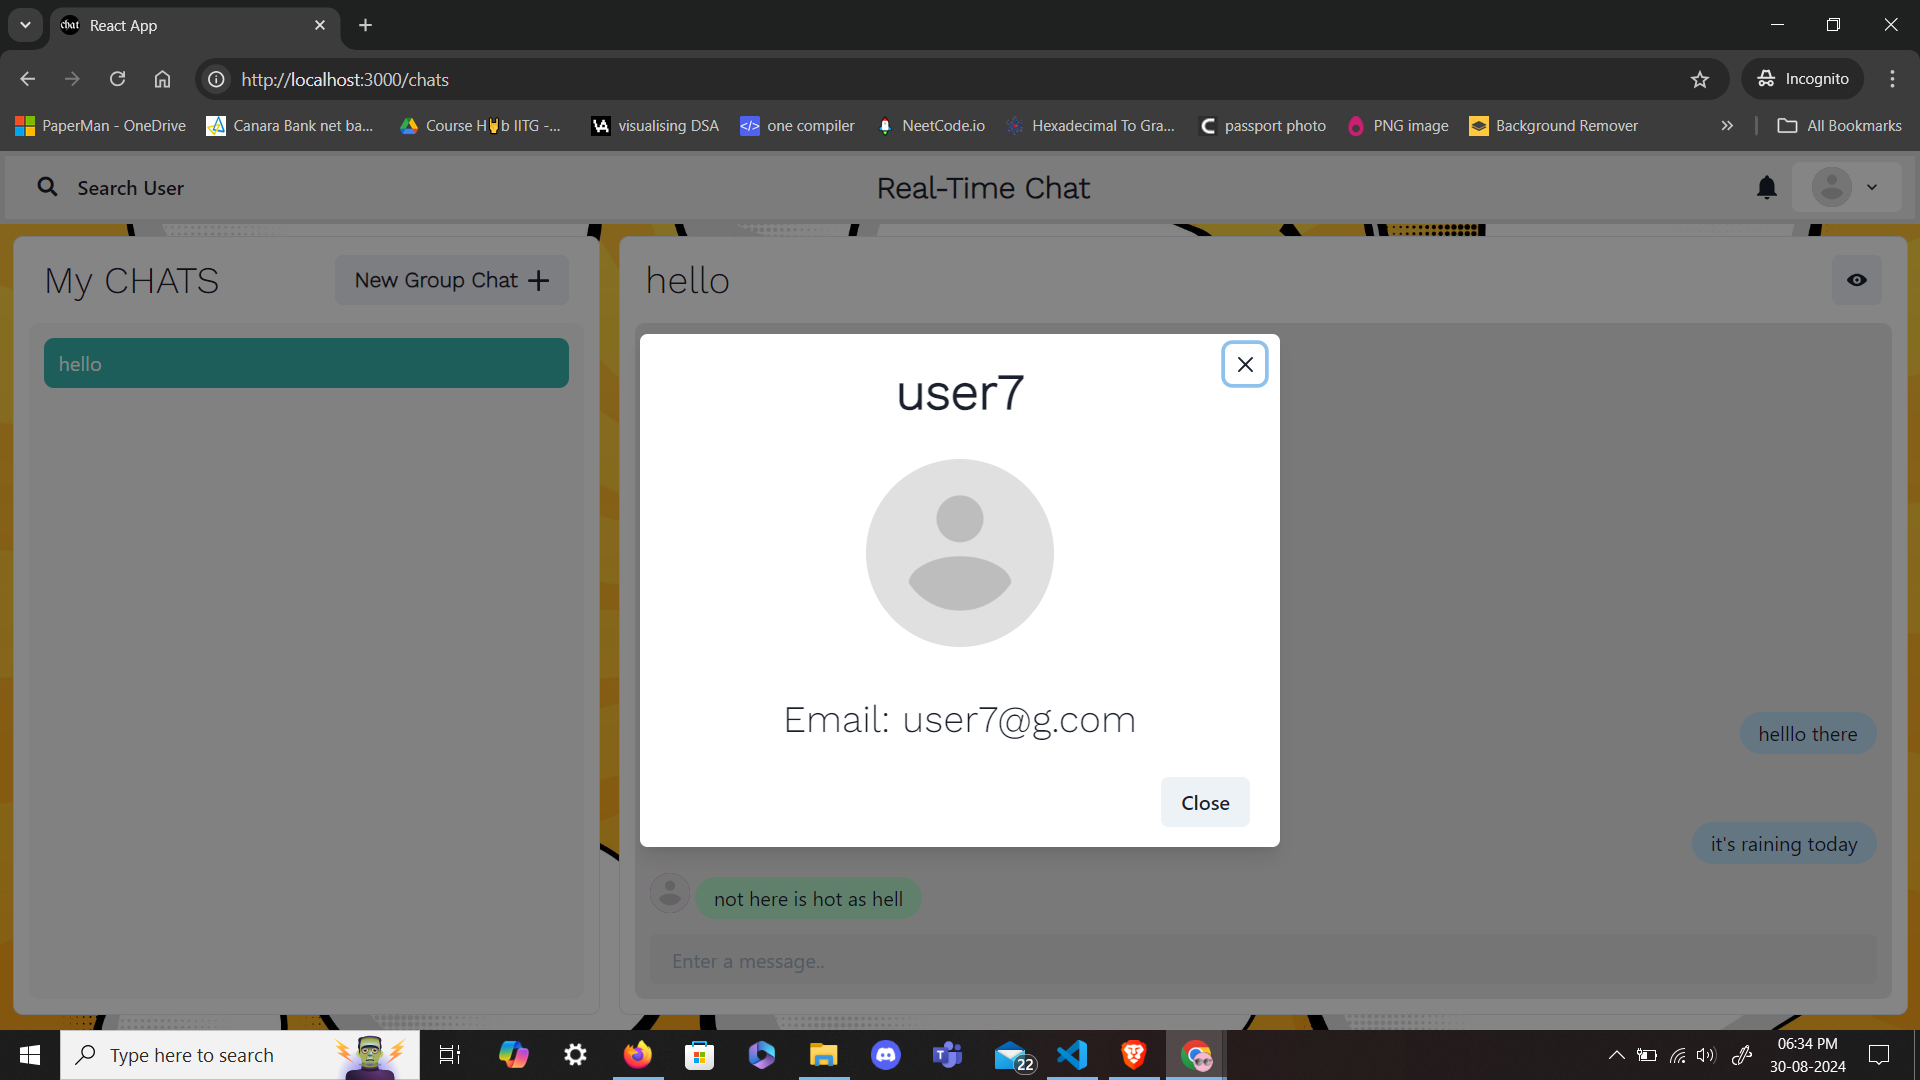 chat React App
http://localhost:3000/chats
Incognito
PaperMan - OneDrive
Canara Bank net ba...
Course H b IITG -...
VA visualising DSA
</> one compiler
NeetCode.io
Hexadecimal To Gra...
C passport photo
PNG image
Background Remover
All Bookmarks
Search User
Real-Time Chat
My CHATS
New Group Chat
hello
hello
user7
Email: user7@g.com
Close
helllo there
it's raining today
not here is hot as hell
Enter a message..
Type here to search
22
06:34 PM
30-08-2024